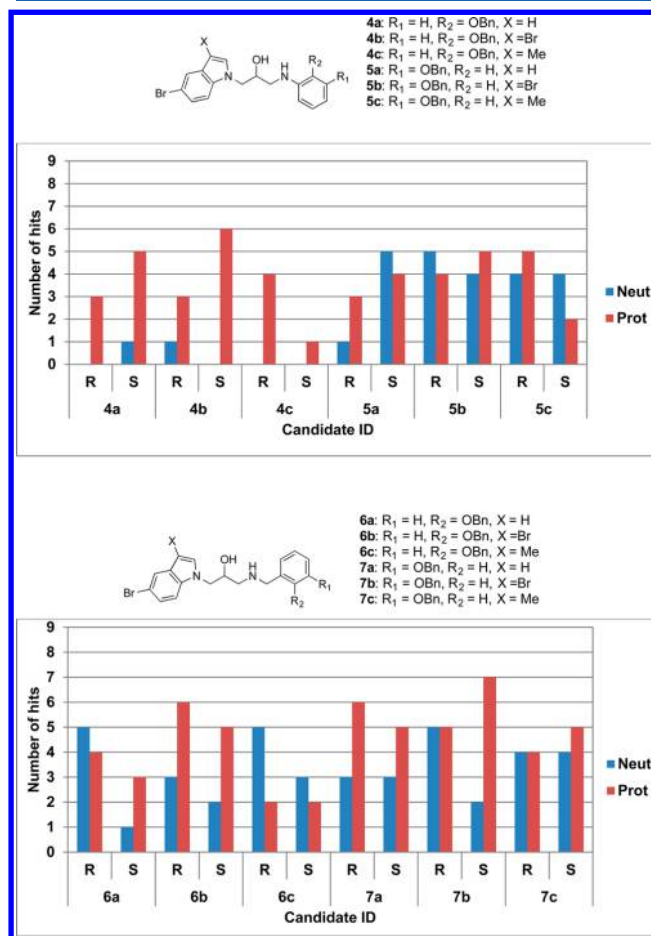 4a: R1 = H, R2 = OBn, X = H
4b: R1 = H, R2 = OBn, X =Br
4c: R1 = H, R2 = OBn, X = Me
5a: R1 = OBn, R2 = H, X = H
5b: R1 = OBn, R2 = H, X =Br
5c: R1 = OBn, R2 = H, X = Me
X
OH
H
N
R2
R1
Br
N
9
8
7
6
5
4
3
2
1
0
Number of hits
Neut
Prot
R S R S R S R S R S R S
4a 4b 4c 5a 5b 5c
Candidate ID
6a: R1 = H, R2 = OBn, X = H
6b: R1 = H, R2 = OBn, X =Br
6c: R1 = H, R2 = OBn, X = Me
7a: R1 = OBn, R2 = H, X = H
7b: R1 = OBn, R2 = H, X =Br
7c: R1 = OBn, R2 = H, X = Me
X
OH
Br
N
NH
R1
R2
9
8
7
6
5
4
3
2
1
0
Number of hits
Neut
Prot
R S R S R S R S R S R S
6a 6b 6c 7a 7b 7c
Candidate ID